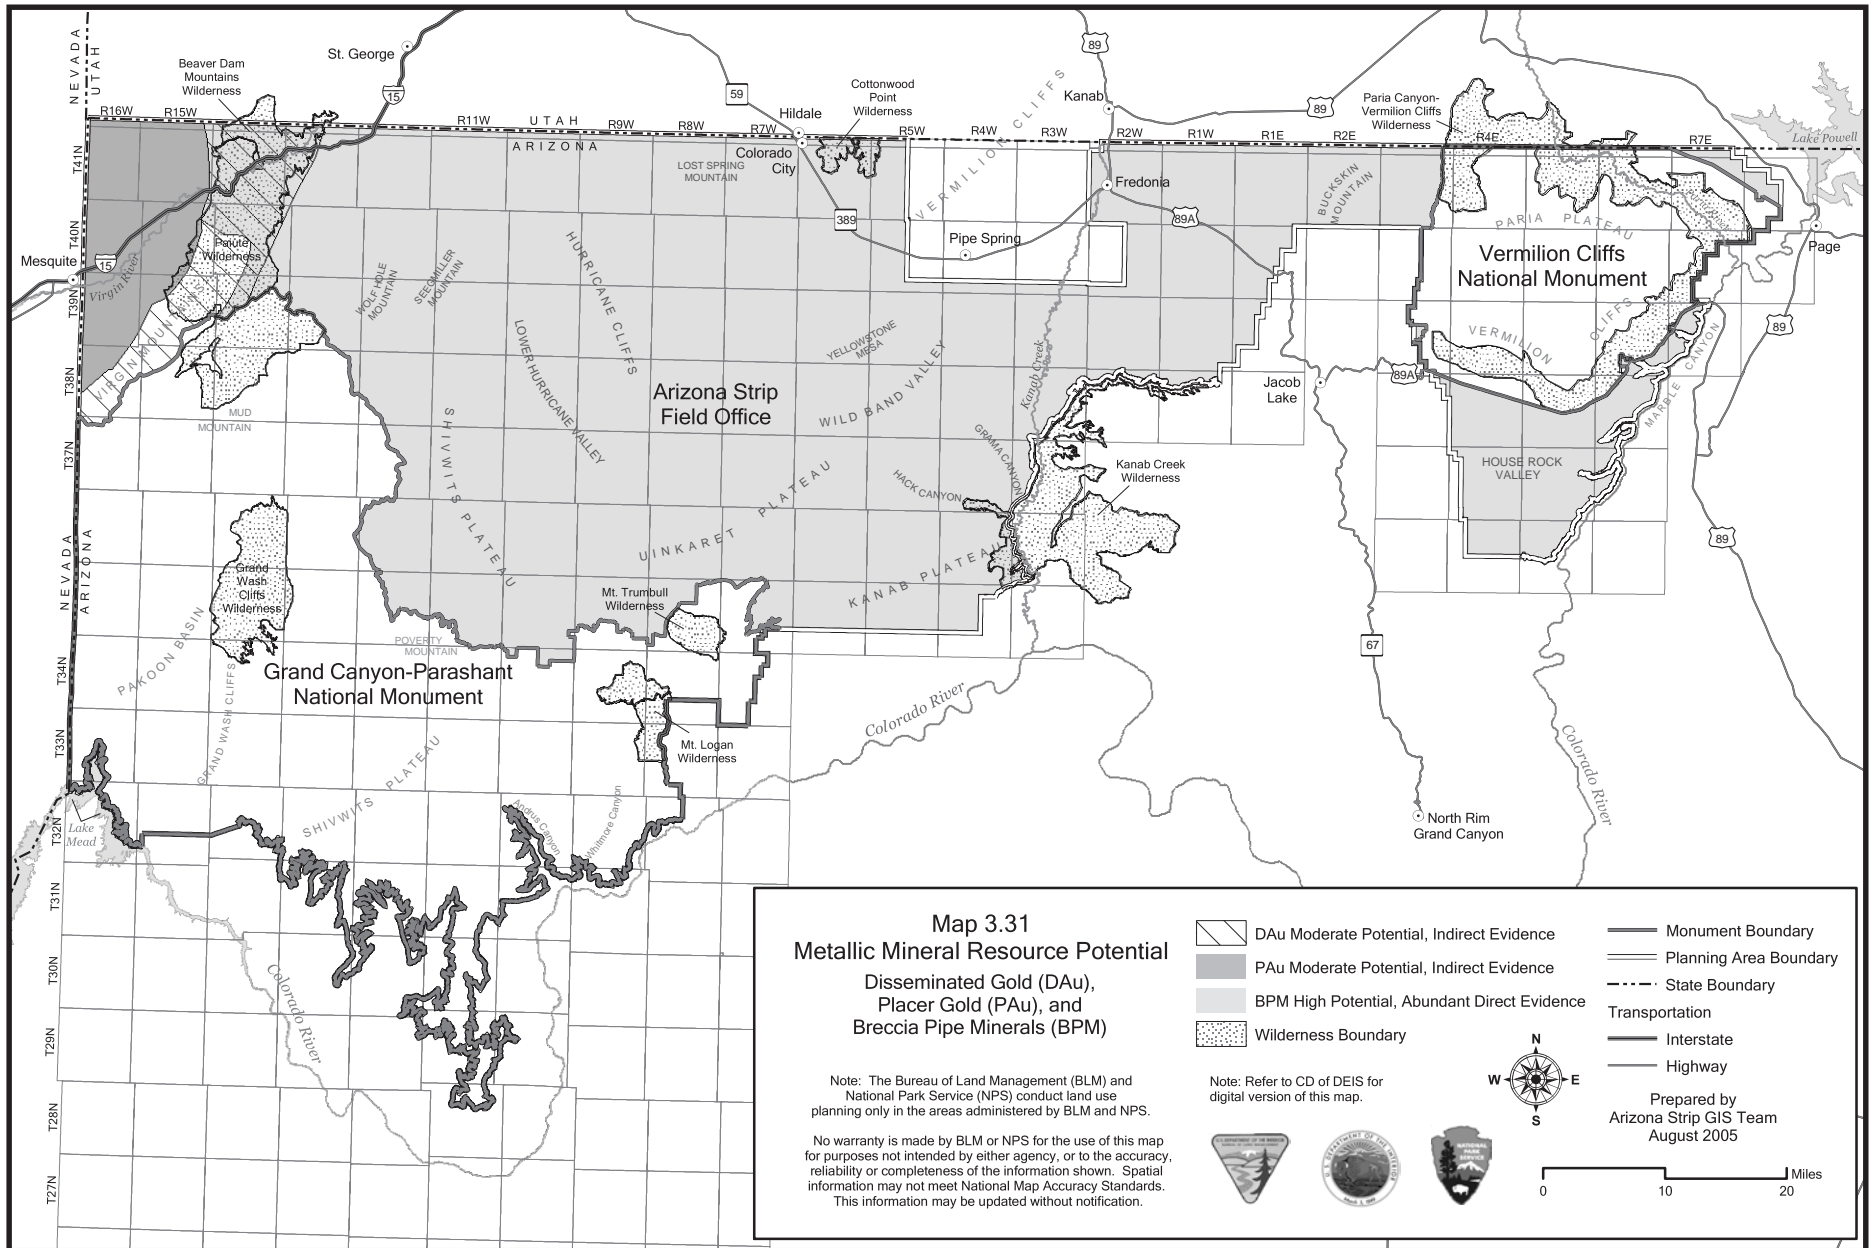 NEVADA
UTAH
St. George
Beaver Dam
Mountains
Wilderness
15
59
89
Cottonwood
Point
Wilderness
VERMILION CLIFFS
Kanab
89
Paria Canyon-
Vermilion Cliffs
Wilderness
Lake Powell
Hildale
R16W
R15W
R11W
UTAH
R9W
R8W
R7W
R5W
R4W
R3W
R2W
R1W
R1E
R2E
R4E
R4E
R7E
ARIZONA
T41N
Colorado
City
LOST SPRING
MOUNTAIN
Fredonia
BUCKSKIN
MOUNTAIN
389
89A
PARIA PLATEAU
T40N
Pipe Spring
Page
Paiute
Wilderness
Mesquite
15
Virgin River
WOLF HOLE
MOUNTAIN
SEEGMILLER
MOUNTAIN
HURRICANE CLIFFS
Vermilion Cliffs
National Monument
T39N
VIRGIN MOUNTAINS
LOWER HURRICANE VALLEY
YELLOWSTONE
MESA
Kanab Creek
VERMILION
CLIFFS
MARBLE CANYON
89
T38N
Arizona Strip
Field Office
WILD BAND VALLEY
Jacob
Lake
89A
MUD
MOUNTAIN
T37N
SHIVWITS PLATEAU
GRAMA CANYON
HACK CANYON
Kanab Creek
Wilderness
HOUSE ROCK
VALLEY
UINKARET PLATEAU
89
NEVADA
ARIZONA
Grand
Wash
Cliffs
Wilderness
Mt. Trumbull
Wilderness
KANAB PLATEAU
PAKOON BASIN
POVERTY
MOUNTAIN
67
T34N
Grand Canyon-Parashant
National Monument
GRAND WASH CLIFFS
Colorado River
T33N
Mt. Logan
Wilderness
Colorado River
SHIVWITS PLATEAU
Andrus Canyon
Whitmore Canyon
T32N
Lake
Mead
North Rim
Grand Canyon
T31N
T30N
Colorado River
T29N
T28N
T27N
Map 3.31
Metallic Mineral Resource Potential
Disseminated Gold (DAu),
Placer Gold (PAu), and
Breccia Pipe Minerals (BPM)
Note: The Bureau of Land Management (BLM) and
National Park Service (NPS) conduct land use
planning only in the areas administered by BLM and NPS.
No warranty is made by BLM or NPS for the use of this map
for purposes not intended by either agency, or to the accuracy,
reliability or completeness of the information shown. Spatial
information may not meet National Map Accuracy Standards.
This information may be updated without notification.
DAu Moderate Potential, Indirect Evidence
PAu Moderate Potential, Indirect Evidence
BPM High Potential, Abundant Direct Evidence
Wilderness Boundary
Note: Refer to CD of DEIS for
digital version of this map.
Monument Boundary
Planning Area Boundary
State Boundary
Transportation
Interstate
Highway
N
W
E
S
Prepared by
Arizona Strip GIS Team
August 2005
Miles
0
10
20
U.S. DEPARTMENT OF THE INTERIOR
U.S. DEPARTMENT OF THE INTERIOR
March 3, 1849
NATIONAL
PARK
SERVICE